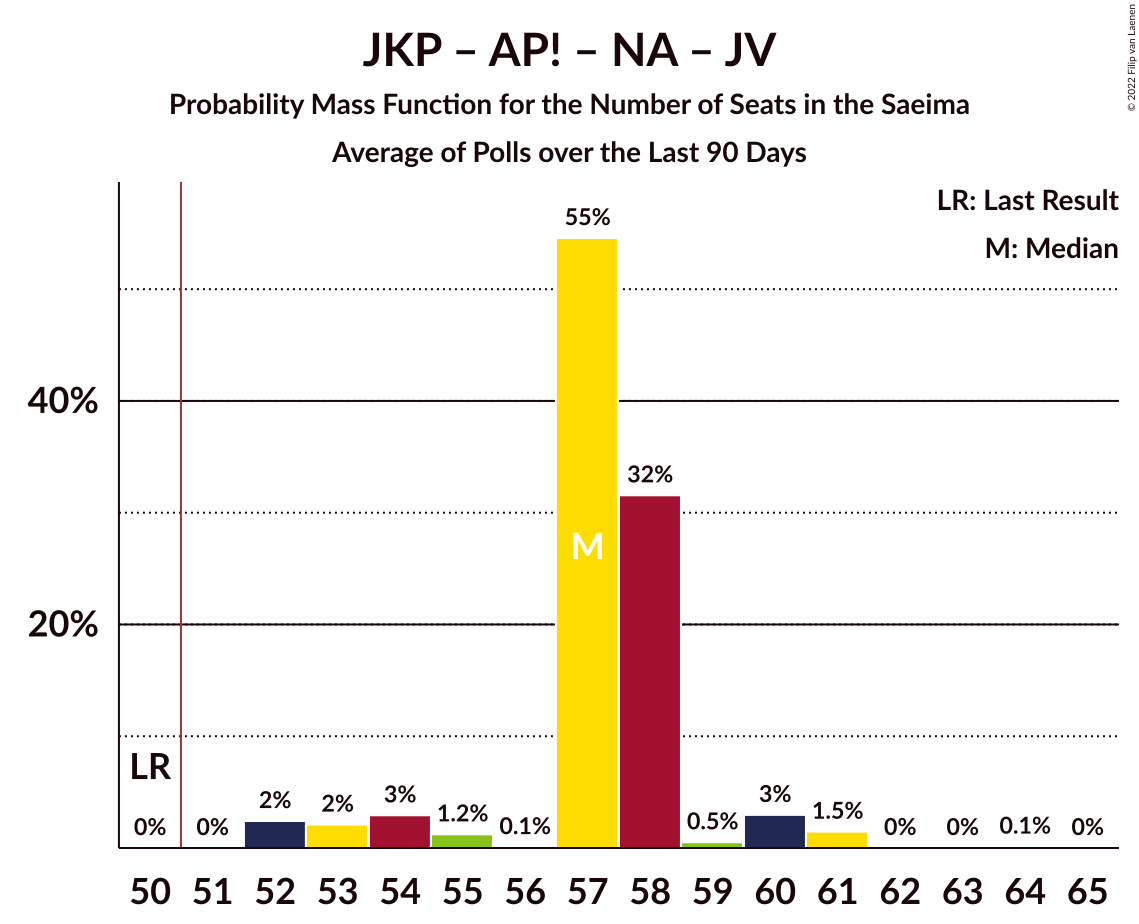 JKP – AP! – NA – JV
Probability Mass Function for the Number of Seats in the Saeima
Average of Polls over the Last 90 Days
© 2022 Filip van Laenen
LR: Last Result
M: Median
55%
40%
32%
M
20%
LR
0%
0%
2%
2%
3%
1.2%
0.1%
0.5%
3%
1.5%
0%
0%
0.1%
0%
50 51 52 53 54 55 56 57 58 59 60 61 62 63 64 65